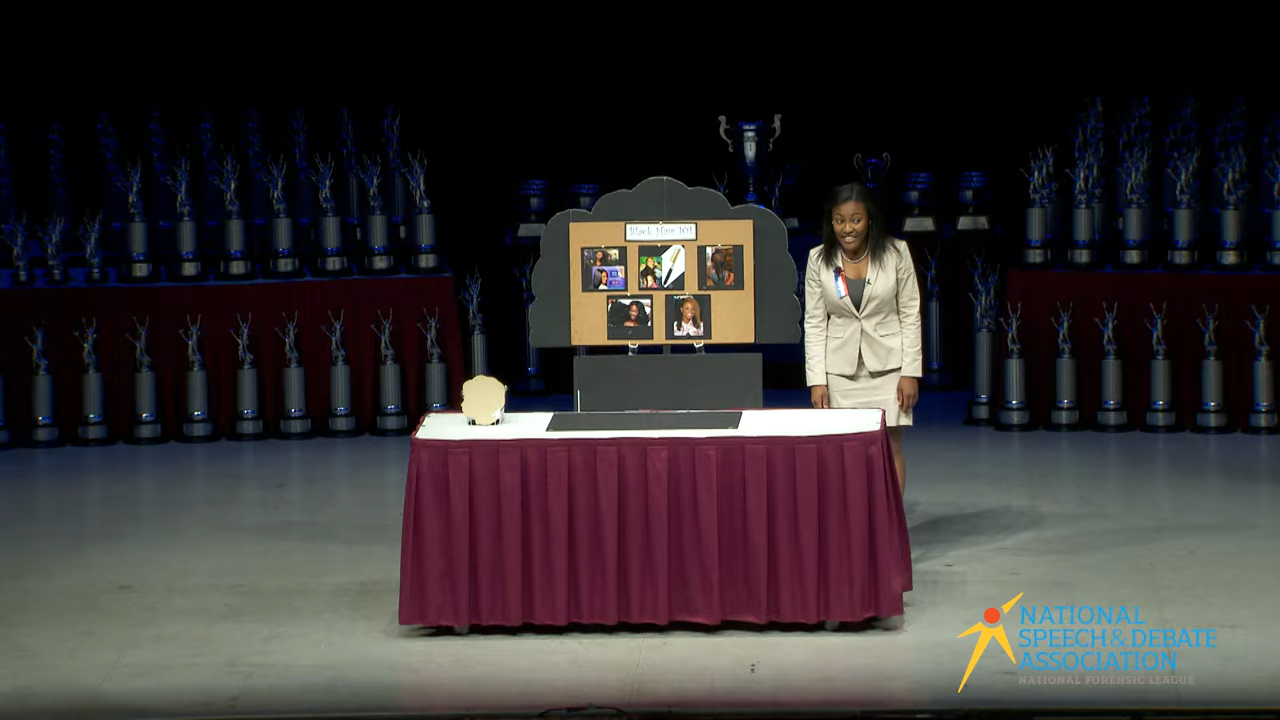 Black Hair 101
NATIONAL
SPEECH & DEBATE
ASSOCIATION
NATIONAL FORENSIC LEAGUE